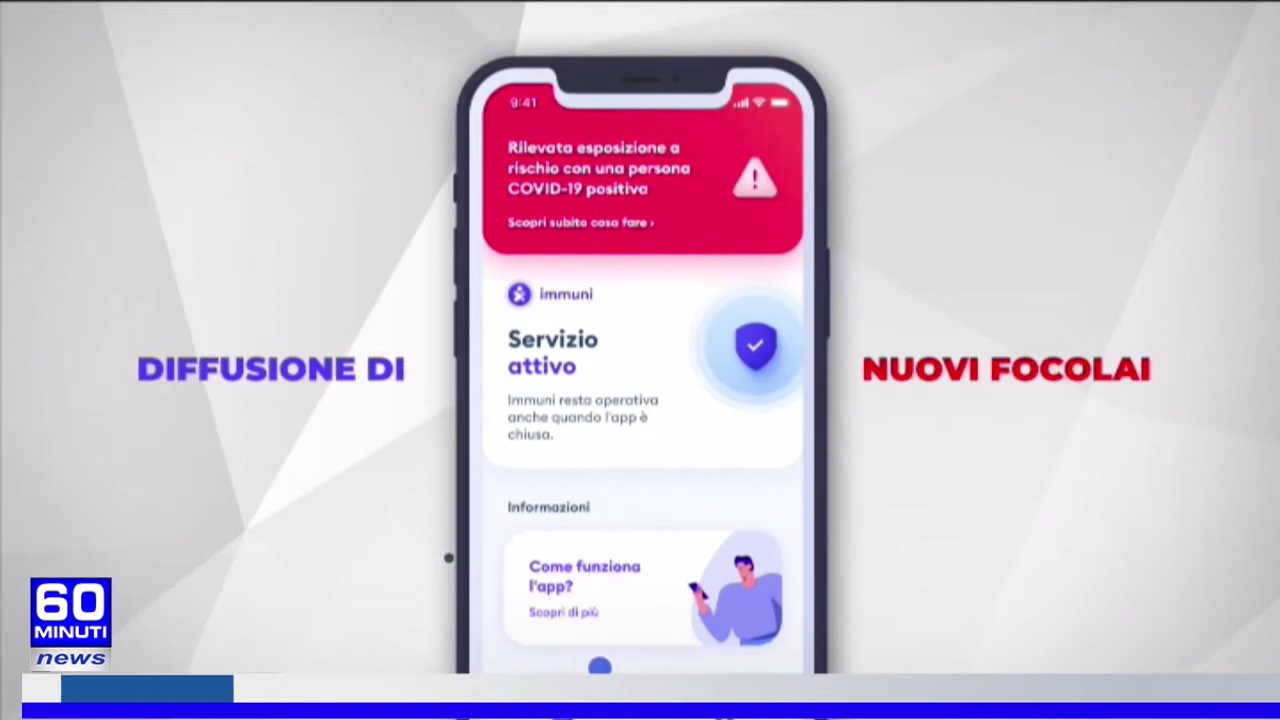 9:41
Rilevata esposizione a
rischio con una persona
COVID-19 positiva
Scopri subito cosa fare ›
immuni
Servizio
attivo
Immuni resta operativa
anche quando l'app è
chiusa.
DIFFUSIONE DI
NUOVI FOCOLAI
Informazioni
Come funziona
l'app?
Scopri di più
60
MINUTI
news